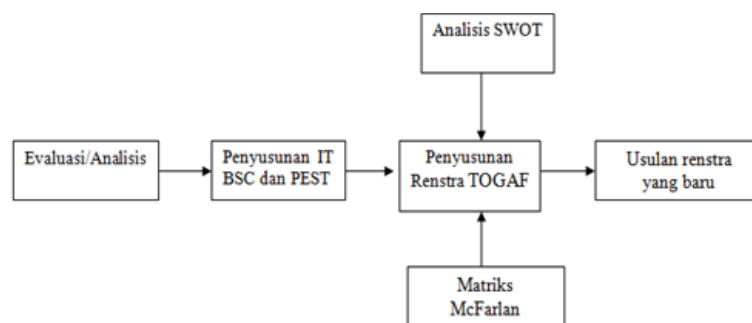 Analisis SWOT
Evaluasi/Analisis
Penyusunan IT
BSC dan PEST
Penyusunan
Renstra TOGAF
Usulan renstra
yang baru
Matriks
McFarlan